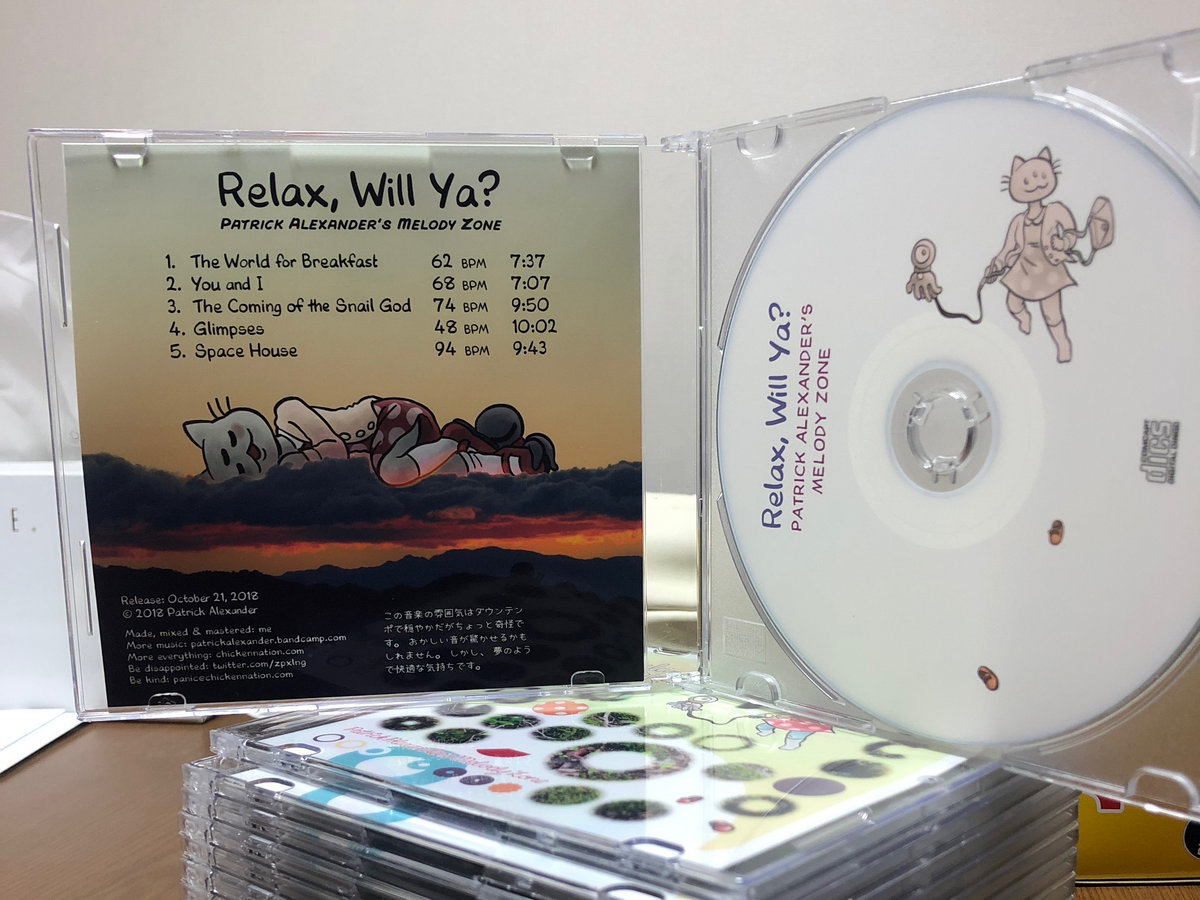 Relax, Will Ya?
PATRICK ALEXANDER'S MELODY ZONE
1. The World for Breakfast 62 BPM 7:37
2. You and I 68 BPM 7:07
3. The Coming of the Snail God 74 BPM 9:50
4. Glimpses 48 BPM 10:02
5. Space House 94 BPM 9:43
Release: October 21, 2018
© 2018 Patrick Alexander
Made, mixed & mastered: me
More music: patrickalexander.bandcamp.com
More everything: chickennation.com
Be disappointed: twitter.com/zpxlng
Be kind: panic@chickennation.com
この音楽の雰囲気はダウンテン
ポで穏やかだがちょっと奇怪で
す。 おかしい音が驚かせるかも
しれません。 しかし、 夢のよう
で快適な気持ちです。
Relax, Will Ya?
PATRICK ALEXANDER'S
MELODY ZONE
COMPACT
disc
DIGITAL AUDIO
E.